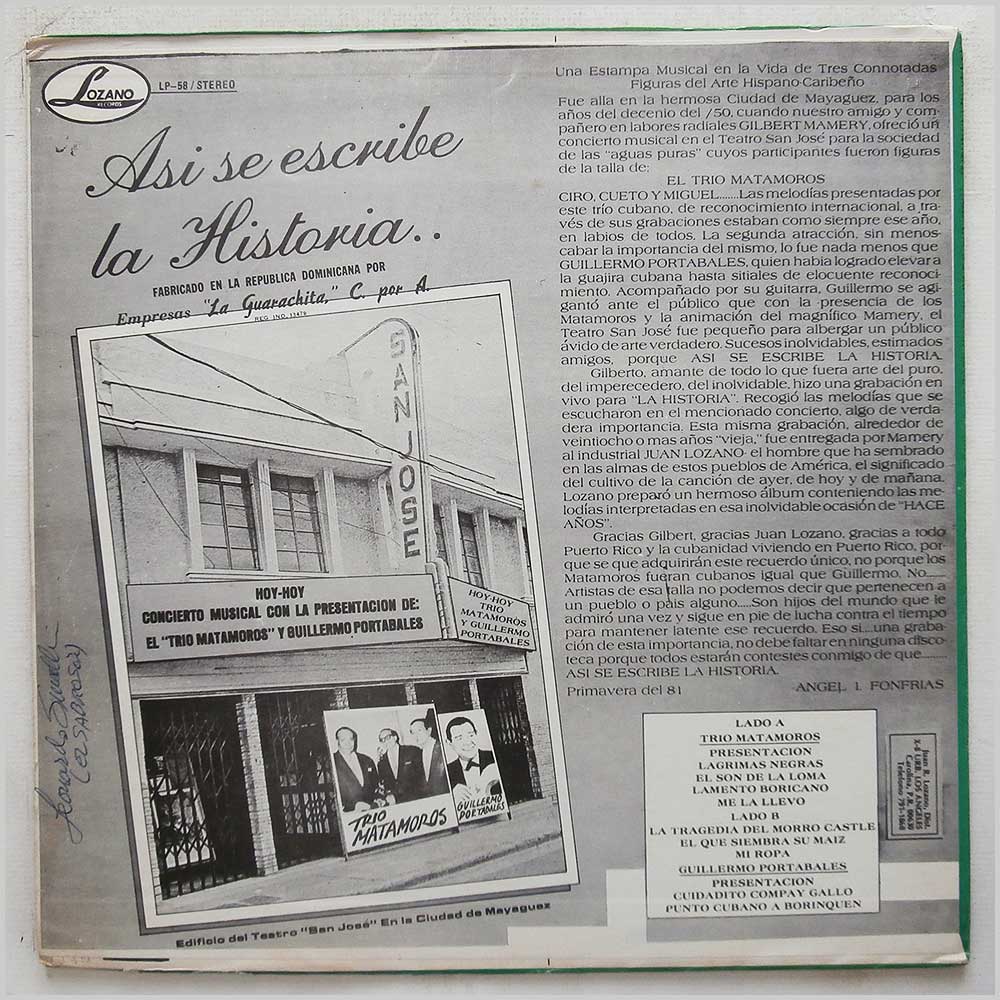 Lozano
RECORDS
LP-58/STEREO
Asi se escribe
la Historia..
FABRICADO EN LA REPUBLICA DOMINICANA POR
Empresas "La Guarachita," C. por A.
REG. IND. 13476
SAN JOSE
HOY-HOY
CONCIERTO MUSICAL CON LA PRESENTACION DE:
EL "TRIO MATAMOROS" Y GUILLERMO PORTABALES
HOY-HOY
TRIO
MATAMOROS
Y GUILLERMO
PORTABALES
TRIO
MATAMOROS
GUILLERMO
PORTABALES
Edificio del Teatro "San José" En la Ciudad de Mayaguez
Una Estampa Musical en la Vida de Tres Connotadas
Figuras del Arte Hispano-Caribeño
Fue alla en la hermosa Ciudad de Mayaguez, para los
años del decenio del /50, cuando nuestro amigo y com-
pañero en labores radiales GILBERT MAMERY, ofreció un
concierto musical en el Teatro San José para la sociedad
de las "aguas puras" cuyos participantes fueron figuras
de la talla de:
EL TRIO MATAMOROS
CIRO, CUETO Y MIGUEL.......Las melodías presentadas por
este trío cubano, de reconocimiento internacional, a tra-
vés de sus grabaciones estaban como siempre ese año,
en labios de todos. La segunda atracción, sin menos-
cabar la importancia del mismo, lo fue nada menos que
GUILLERMO PORTABALES, quien habia logrado elevar a
la guajira cubana hasta sitiales de elocuente reconoci-
miento. Acompañado por su guitarra, Guillermo se agi-
gantó ante el público que con la presencia de los
Matamoros y la animación del magnífico Mamery, el
Teatro San José fue pequeño para albergar un público
ávido de arte verdadero. Sucesos inolvidables, estimados
amigos, porque ASI SE ESCRIBE LA HISTORIA.
Gilberto, amante de todo lo que fuera arte del puro,
del imperecedero, del inolvidable, hizo una grabación en
vivo para "LA HISTORIA". Recogió las melodías que se
escucharon en el mencionado concierto, algo de verda-
dera importancia. Esta misma grabación, alrededor de
veintiocho o mas años "vieja," fue entregada por Mamery
al industrial JUAN LOZANO el hombre que ha sembrado
en las almas de estos pueblos de América, el significado
del cultivo de la canción de ayer, de hoy y de mañana.
Lozano preparó un hermoso álbum conteniendo las me-
lodías interpretadas en esa inolvidable ocasión de "HACE
AÑOS".
Gracias Gilbert, gracias Juan Lozano, gracias a todo
Puerto Rico y la cubanidad viviendo en Puerto Rico, por-
que se que adquirirán este recuerdo único, no porque los
Matamoros fueran cubanos igual que Guillermo. No.....
Artistas de esa talla no podemos decir que pertenecen a
un pueblo o pais alguno....Son hijos del mundo que le
admiró una vez y sigue en pie de lucha contra el tiempo
para mantener latente ese recuerdo. Eso si....una graba-
ción de esta importancia, no debe faltar en ninguna disco-
teca porque todos estarán contestes conmigo de que........
ASI SE ESCRIBE LA HISTORIA.
Primavera del 81 ANGEL I. FONFRIAS
LADO A
TRIO MATAMOROS
PRESENTACION
LAGRIMAS NEGRAS
EL SON DE LA LOMA
LAMENTO BORICANO
ME LA LLEVO
LADO B
LA TRAGEDIA DEL MORRO CASTLE
EL QUE SIEMBRA SU MAIZ
MI ROPA
GUILLERMO PORTABALES
PRESENTACION
CUIDADITO COMPAY GALLO
PUNTO CUBANO A BORINQUEN
Juan R. Lozano, Dist.
X-6 URB. LOS ANGELES
Carolina, P.R. 00630
Telefono 791-1868